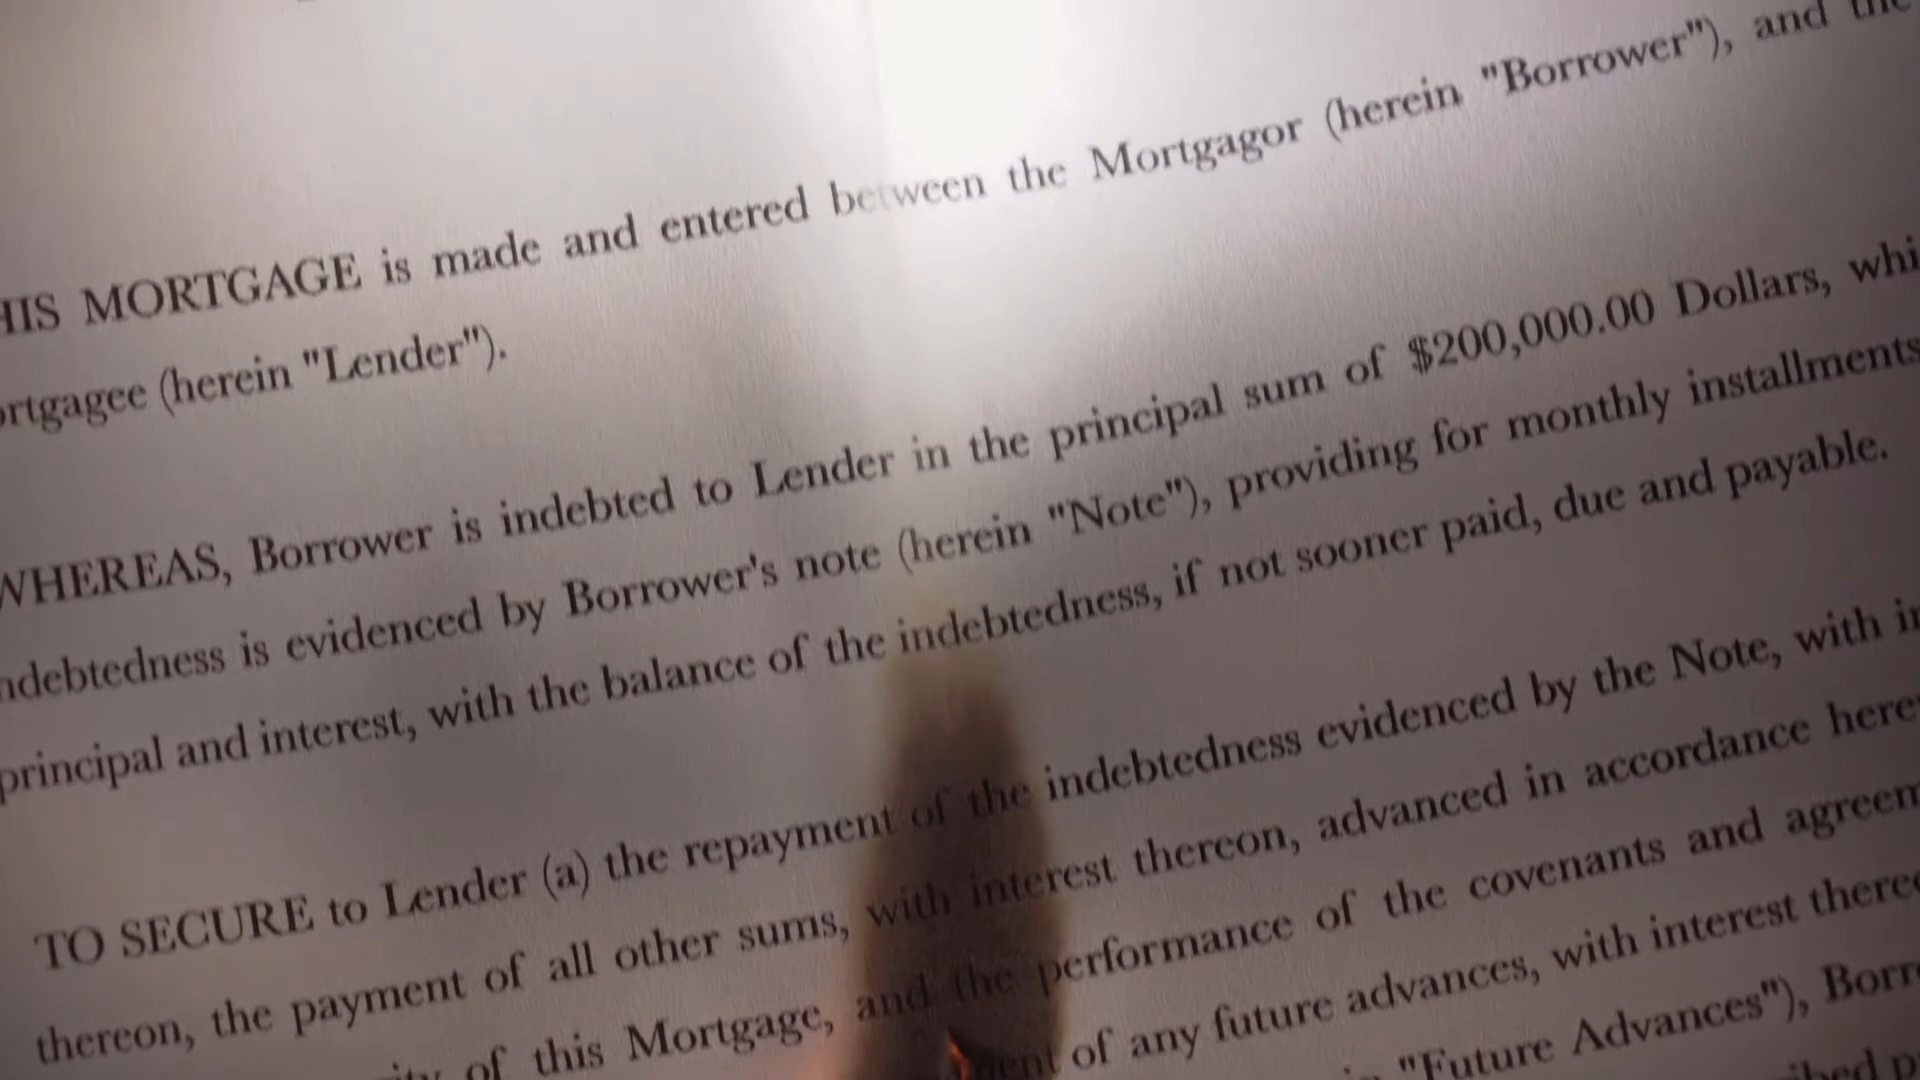 HIS MORTGAGE is made and entered between the Mortgagor (herein "Borrower"), and the
ortgagee (herein "Lender").
WHEREAS, Borrower is indebted to Lender in the principal sum of $200,000.00 Dollars, whi
ndebtedness is evidenced by Borrower's note (herein "Note"), providing for monthly installments
principal and interest, with the balance of the indebtedness, if not sooner paid, due and payable.
TO SECURE to Lender (a) the repayment of the indebtedness evidenced by the Note, with in
thereon, the payment of all other sums, with interest thereon, advanced in accordance here
of this Mortgage, and the performance of the covenants and agreem
of any future advances, with interest there
"Future Advances"), Borr